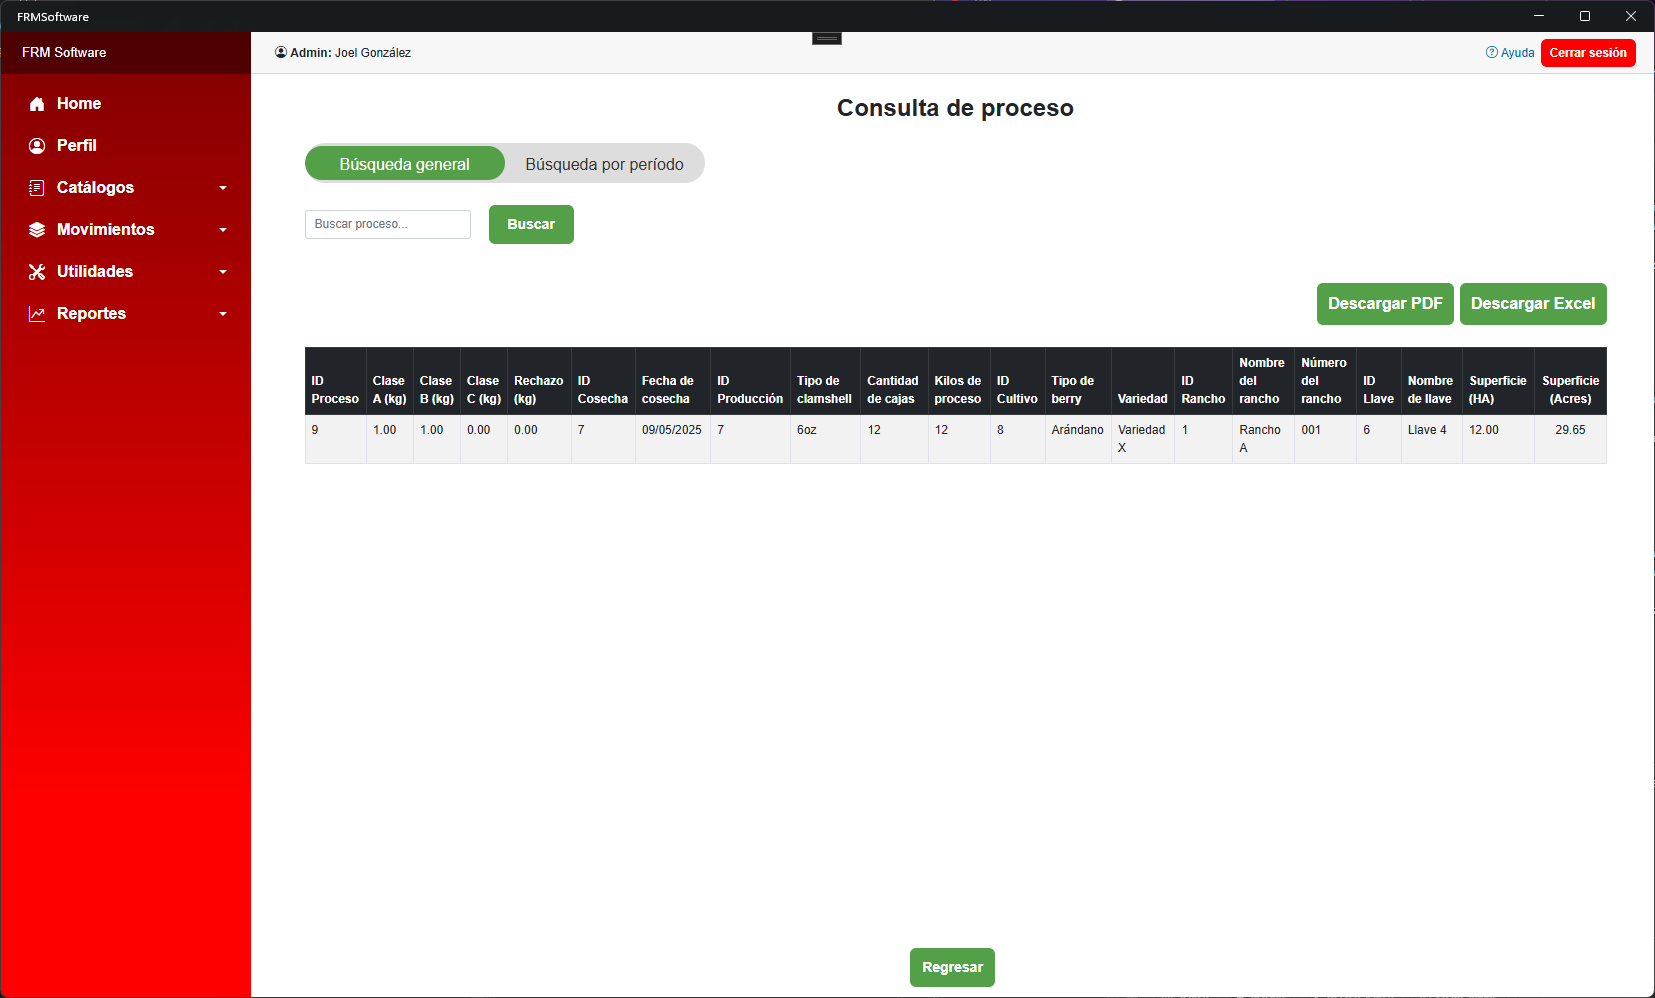 FRMSoftware
FRM Software
Admin: Joel González
Ayuda
Cerrar sesión
Home
Perfil
Catálogos
Movimientos
Utilidades
Reportes
Consulta de proceso
Búsqueda general
Búsqueda por período
Buscar proceso...
Buscar
Descargar PDF
Descargar Excel
ID Proceso
Clase A (kg)
Clase B (kg)
Clase C (kg)
Rechazo (kg)
ID Cosecha
Fecha de cosecha
ID Producción
Tipo de clamshell
Cantidad de cajas
Kilos de proceso
ID Cultivo
Tipo de berry
Variedad
ID Rancho
Nombre del rancho
Número del rancho
ID Llave
Nombre de llave
Superficie (HA)
Superficie (Acres)
9
1.00
1.00
0.00
0.00
7
09/05/2025
7
6oz
12
12
8
Arándano
Variedad X
1
Rancho A
001
6
Llave 4
12.00
29.65
Regresar